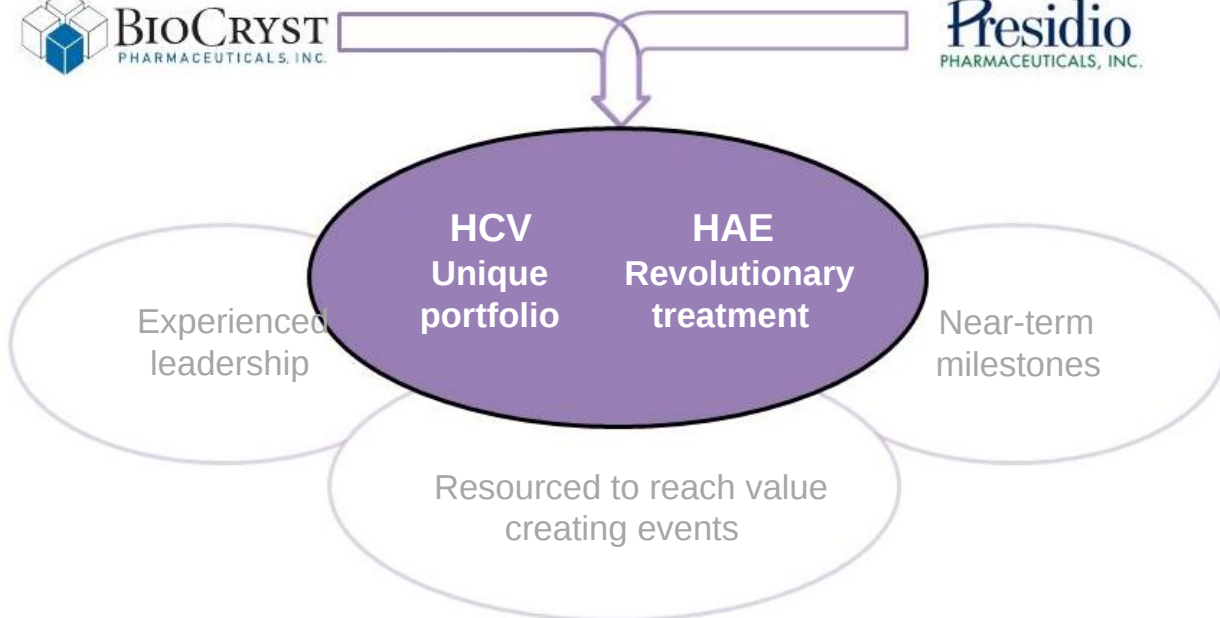 BIOCRYST
PHARMACEUTICALS, INC.
Presidio
PHARMACEUTICALS, INC.
HCV
Unique
portfolio
HAE
Revolutionary
treatment
Experienced
leadership
Near-term
milestones
Resourced to reach value
creating events